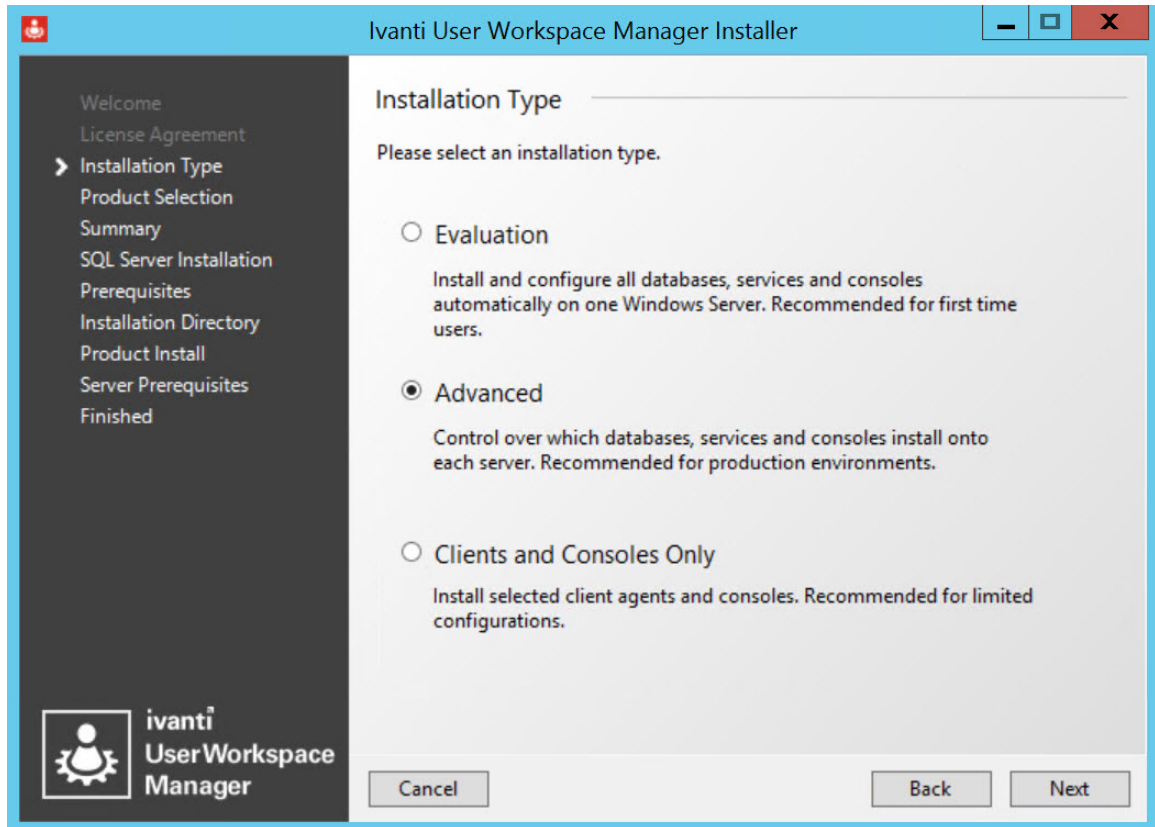 Ivanti User Workspace Manager Installer
Welcome
License Agreement
Installation Type
Product Selection
Summary
SQL Server Installation
Prerequisites
Installation Directory
Product Install
Server Prerequisites
Finished
ivanti
User Workspace
Manager
Installation Type
Please select an installation type.
Evaluation
Install and configure all databases, services and consoles
automatically on one Windows Server. Recommended for first time
users.
Advanced
Control over which databases, services and consoles install onto
each server. Recommended for production environments.
Clients and Consoles Only
Install selected client agents and consoles. Recommended for limited
configurations.
Cancel
Back
Next